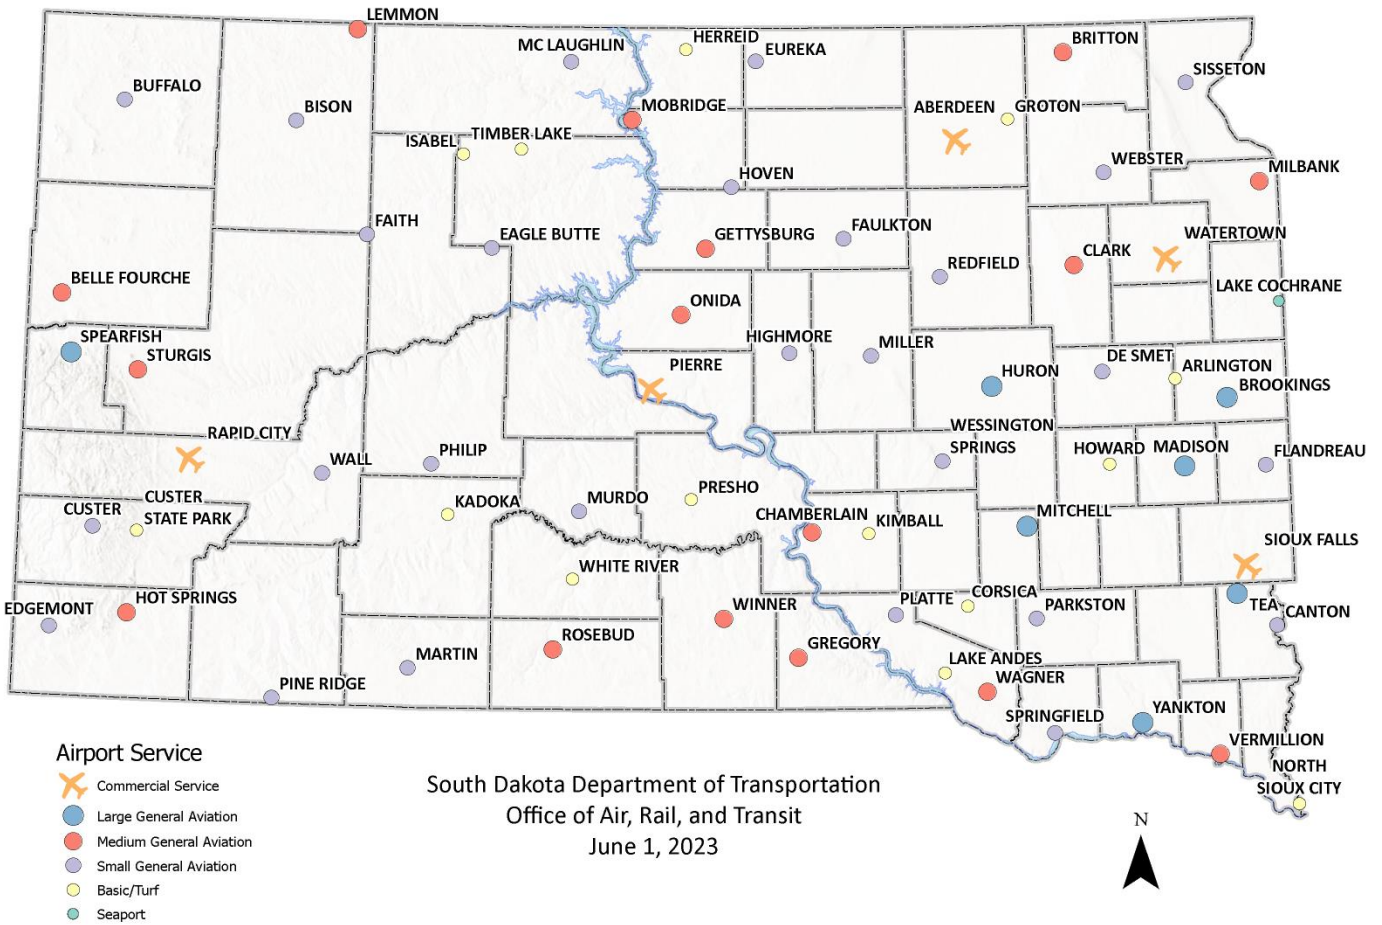 LEMMON
MC LAUGHLIN
HERREID
EUREKA
BRITTON
SISSETON
BUFFALO
BISON
MOBRIDGE
ABERDEEN
GROTON
ISABEL
TIMBER LAKE
WEBSTER
MILBANK
HOVEN
FAITH
EAGLE BUTTE
GETTYSBURG
FAULKTON
WATERTOWN
REDFIELD
CLARK
BELLE FOURCHE
LAKE COCHRANE
ONIDA
SPEARFISH
STURGIS
HIGHMORE
MILLER
PIERRE
DE SMET
ARLINGTON
HURON
BROOKINGS
RAPID CITY
WESSINGTON
SPRINGS
WALL
PHILIP
HOWARD
MADISON
FLANDREAU
CUSTER
CUSTER
STATE PARK
KADOKA
MURDO
PRESHO
CHAMBERLAIN
KIMBALL
MITCHELL
SIOUX FALLS
WHITE RIVER
EDGEMONT
HOT SPRINGS
WINNER
PLATTE
CORSICA
PARKSTON
TEA
CANTON
ROSEBUD
GREGORY
MARTIN
LAKE ANDES
WAGNER
PINE RIDGE
SPRINGFIELD
YANKTON
VERMILLION
NORTH
SIOUX CITY
Airport Service
Commercial Service
Large General Aviation
Medium General Aviation
Small General Aviation
Basic/Turf
Seaport
South Dakota Department of Transportation
Office of Air, Rail, and Transit
June 1, 2023
N